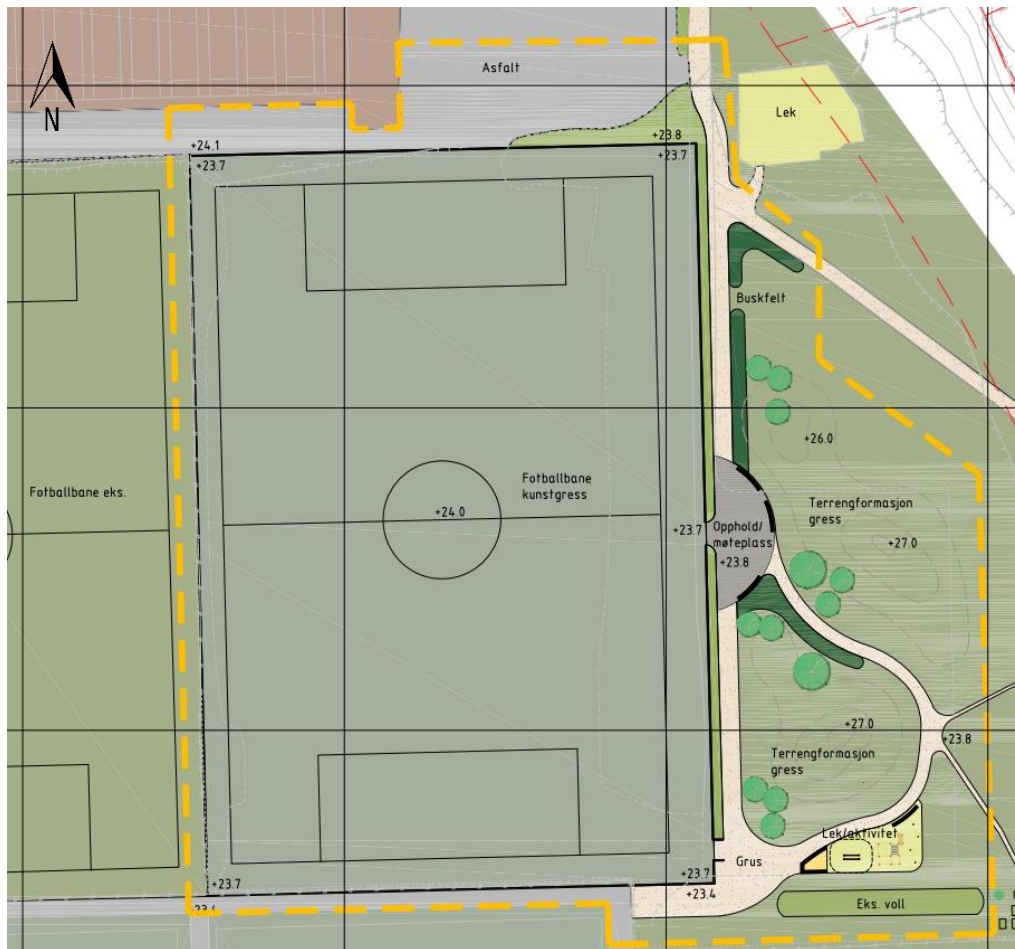 Asfalt
N
Lek
+24.1
+23.8
+23.7
+23.7
Buskfelt
+26.0
Fotballbane eks.
Fotballbane
kunstgress
+24.0
Terrengformasjon
gress
+23.7
Opphold/
møteplass
+23.8
+27.0
+27.0
+23.8
Terrengformasjon
gress
Lek/aktivitet
Grus
+23.7
+23.7
+23.4
Eks. voll